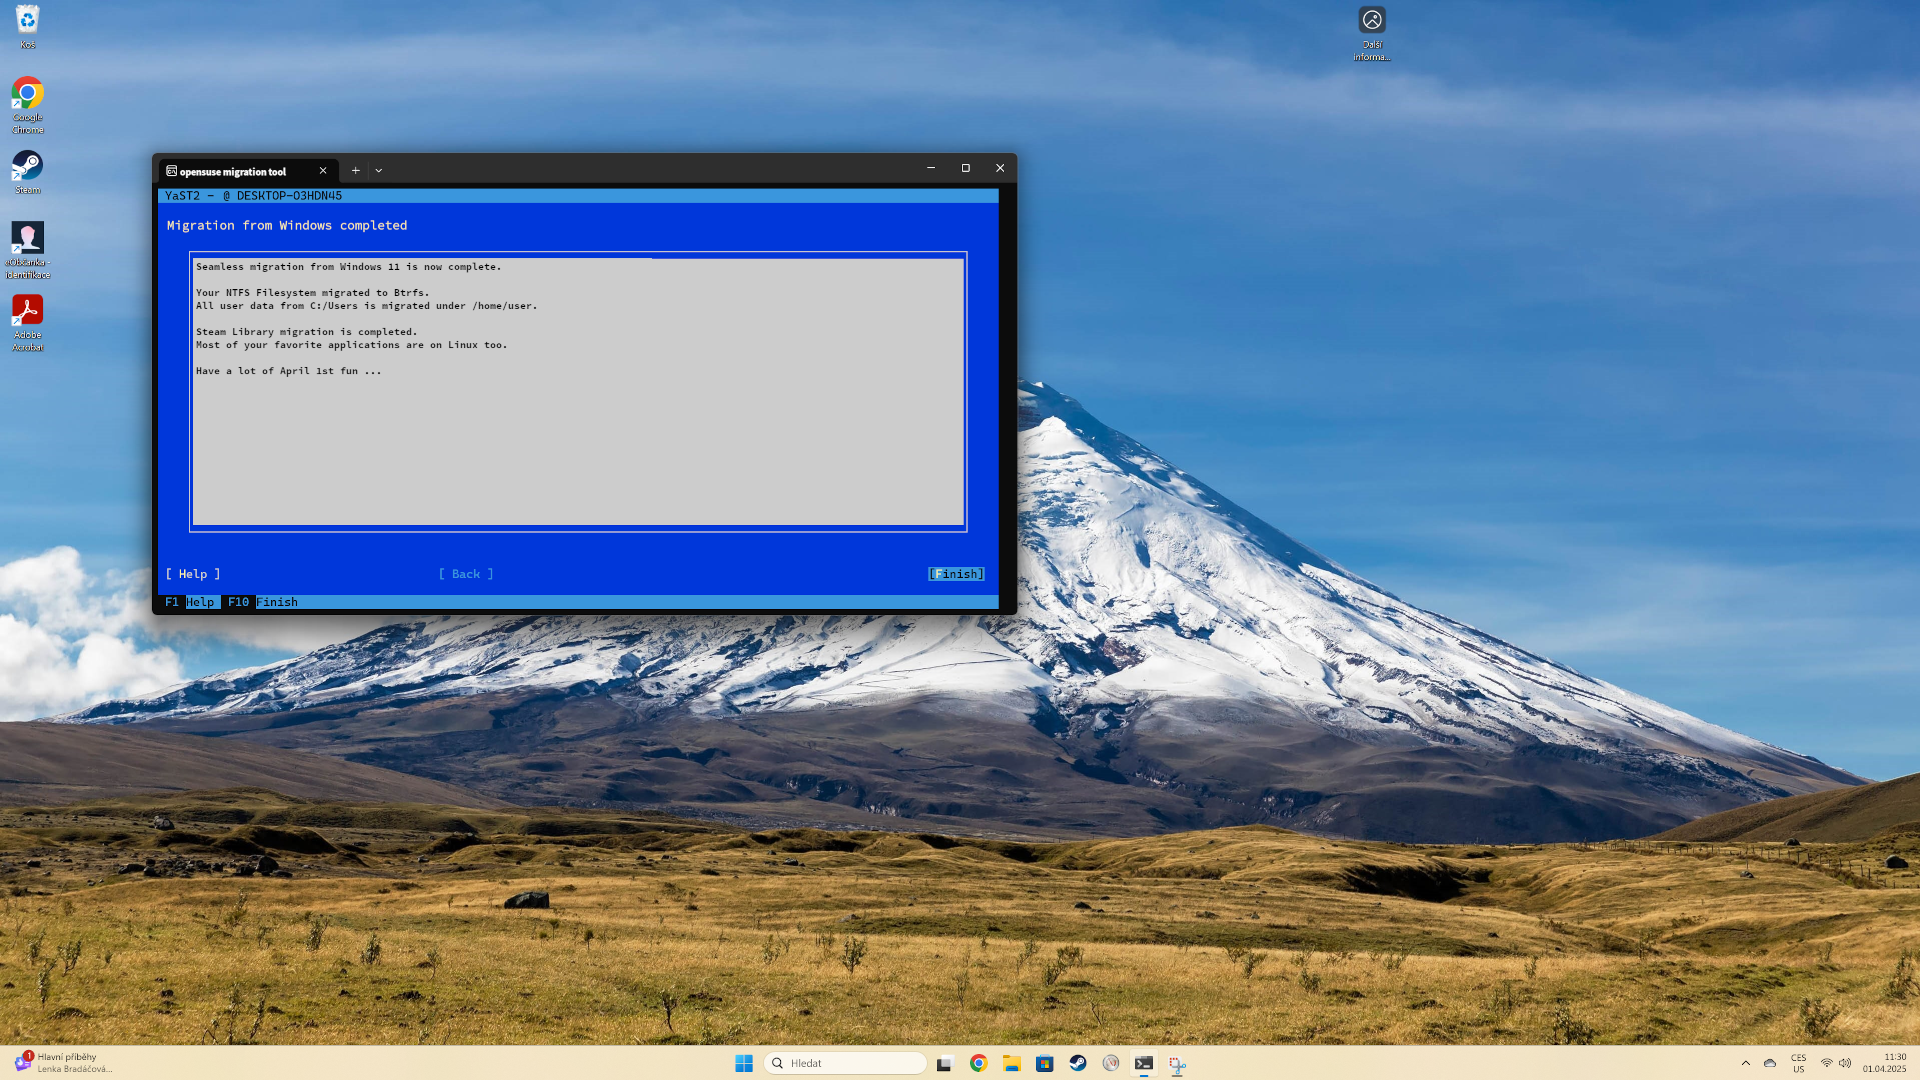 Koš
Google
Chrome
Steam
eObčanka -
identifikace
Adobe
Acrobat
Další
informa...
opensuse migration tool
YaST2 - @ DESKTOP-O3HDN45
Migration from Windows completed
Seamless migration from Windows 11 is now complete.
Your NTFS Filesystem migrated to Btrfs.
All user data from C:/Users is migrated under /home/user.
Steam Library migration is completed.
Most of your favorite applications are on Linux too.
Have a lot of April 1st fun ...
[ Help ] [ Back ] [Finish]
F1 Help F10 Finish
1
Hlavní příběhy
Lenka Bradáčová...
Hledat
CES
US
11:30
01.04.2025